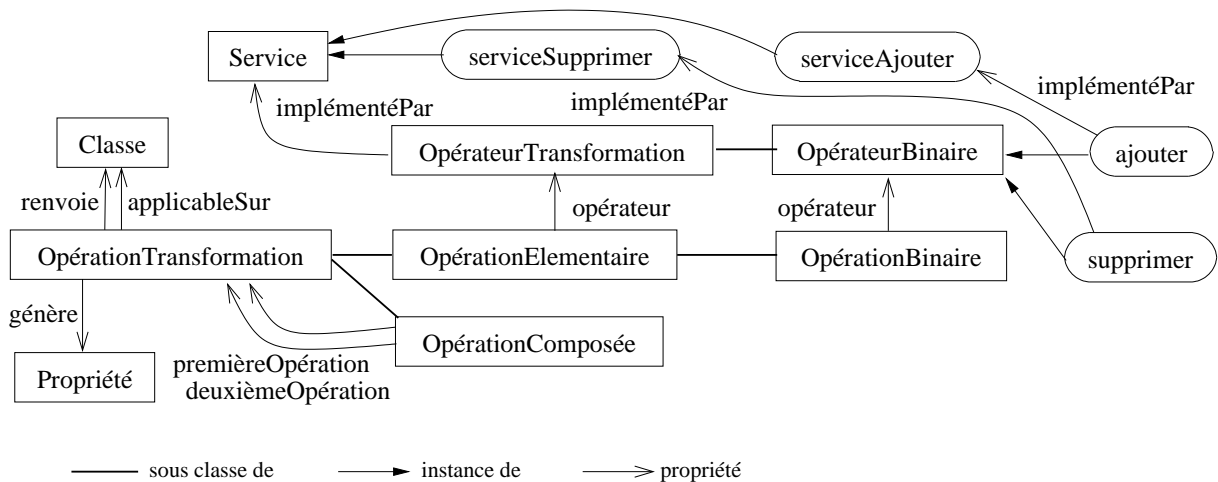 Service
serviceSupprimer
serviceAjouter
implémentéPar
implémentéPar
implémentéPar
Classe
OpérateurTransformation
OpérateurBinaire
ajouter
renvoie
applicableSur
opérateur
opérateur
OpérationTransformation
OpérationElementaire
OpérationBinaire
supprimer
génère
OpérationComposée
Propriété
premièreOpération
deuxièmeOpération
sous classe de
instance de
propriété